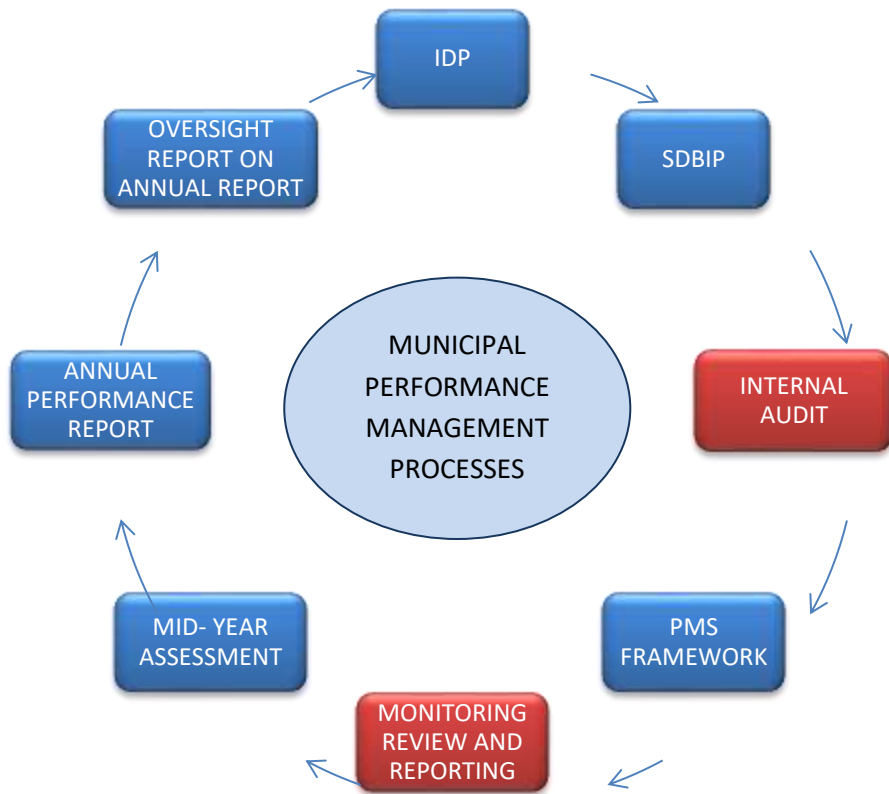 IDP
SDBIP
INTERNAL
AUDIT
PMS
FRAMEWORK
MONITORING
REVIEW AND
REPORTING
MID- YEAR
ASSESSMENT
ANNUAL
PERFORMANCE
REPORT
OVERSIGHT
REPORT ON
ANNUAL REPORT
MUNICIPAL
PERFORMANCE
MANAGEMENT
PROCESSES